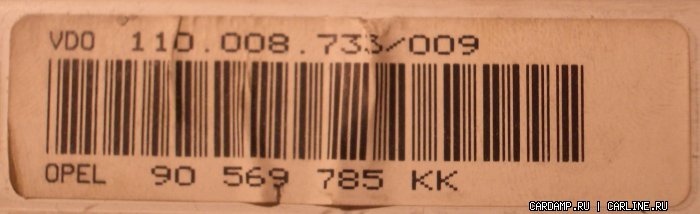 VDO 110.008.733/009
OPEL 90 569 785 KK
CARDAMP.RU | CARLINE.RU